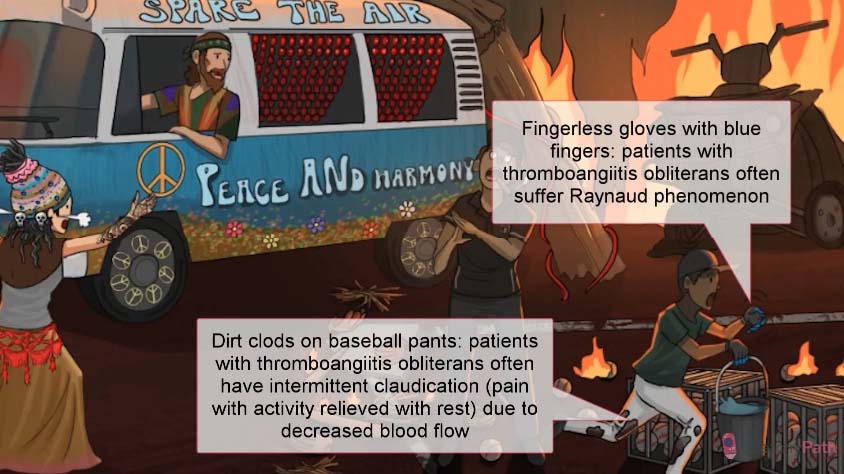 SPARE THE AIR
PEACE AND HARMONY
Fingerless gloves with blue
fingers: patients with
thromboangiitis obliterans often
suffer Raynaud phenomenon
Dirt clods on baseball pants: patients
with thromboangiitis obliterans often
have intermittent claudication (pain
with activity relieved with rest) due to
decreased blood flow
Path